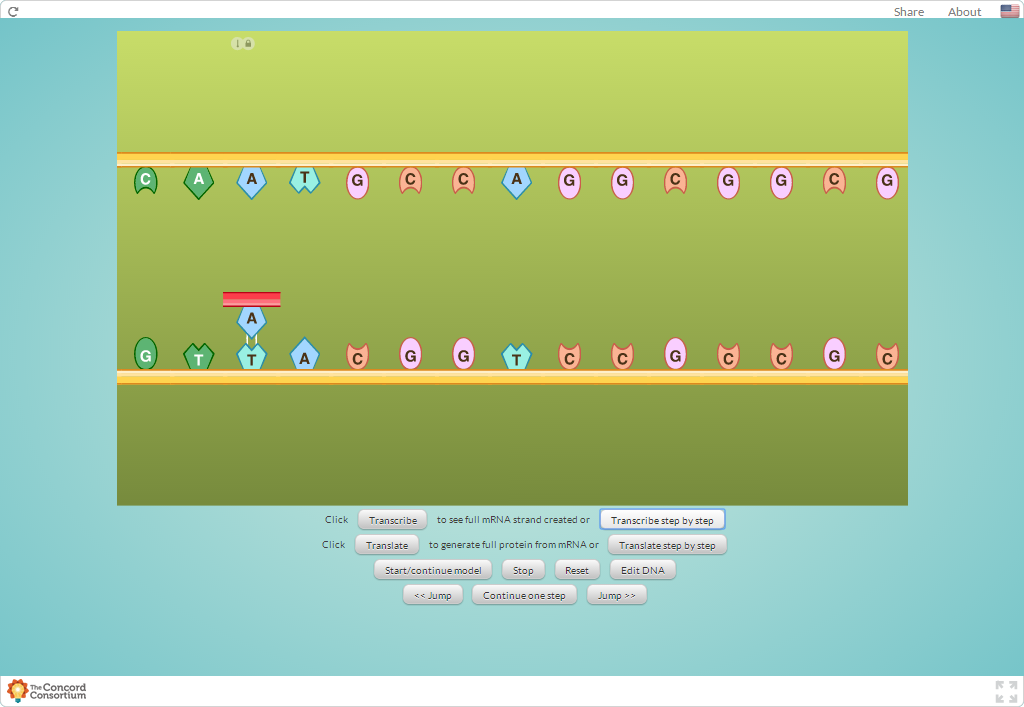 Share About
C A A T G C C A G G C G G C G
A
G T T A C G G T C C G C C G C
Click Transcribe to see full mRNA strand created or Transcribe step by step
Click Translate to generate full protein from mRNA or Translate step by step
Start/continue model Stop Reset Edit DNA
<< Jump Continue one step Jump >>
The Concord
Consortium